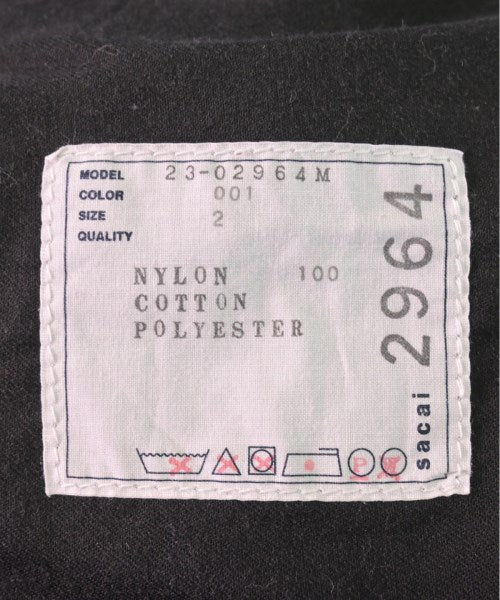 MODEL 23-02964M
COLOR 001
SIZE 2
QUALITY
NYLON 100
COTTON
POLYESTER
sacai 2964
P